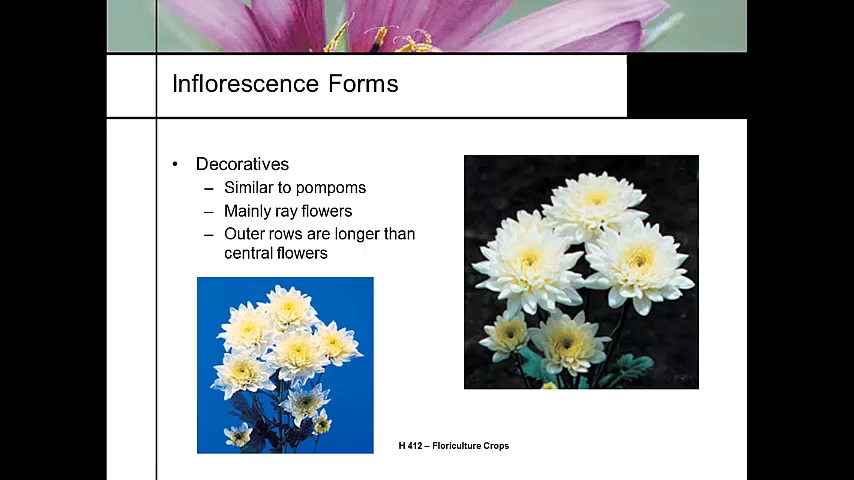 Inflorescence Forms
• Decoratives
– Similar to pompoms
– Mainly ray flowers
– Outer rows are longer than
central flowers
H 412 – Floriculture Crops